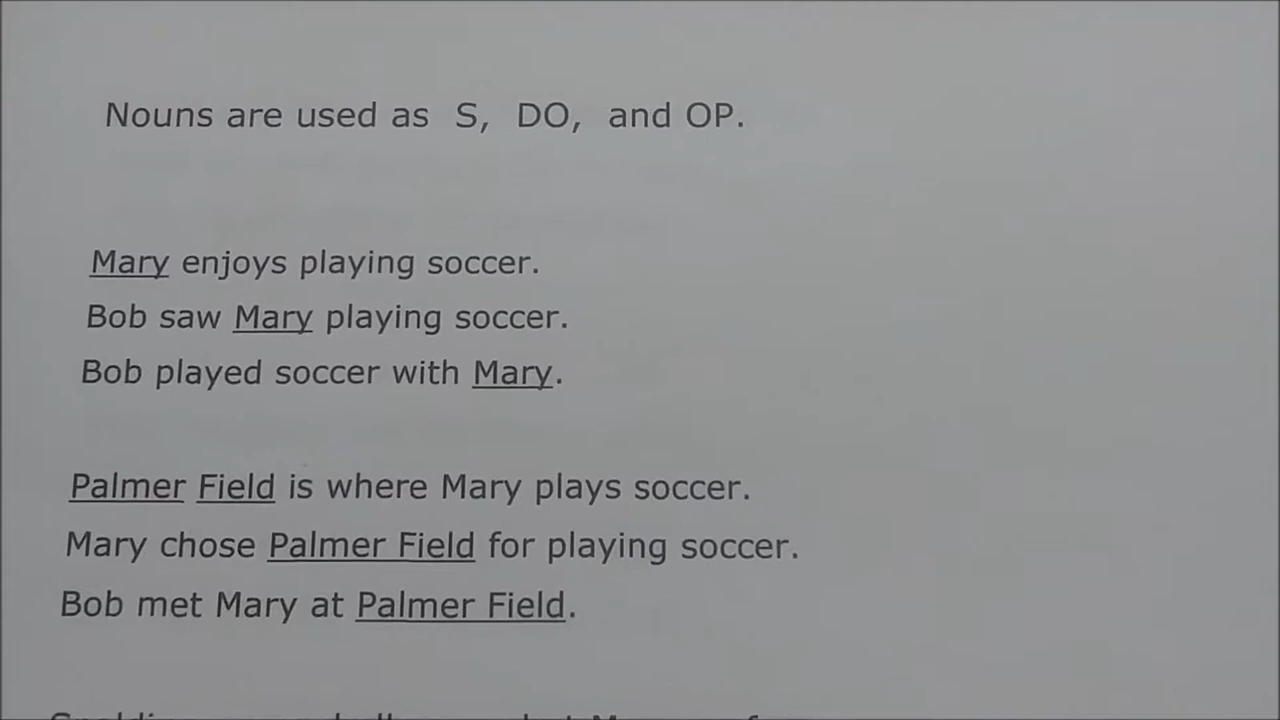 Nouns are used as S, DO, and OP.
Mary enjoys playing soccer.
Bob saw Mary playing soccer.
Bob played soccer with Mary.
Palmer Field is where Mary plays soccer.
Mary chose Palmer Field for playing soccer.
Bob met Mary at Palmer Field.